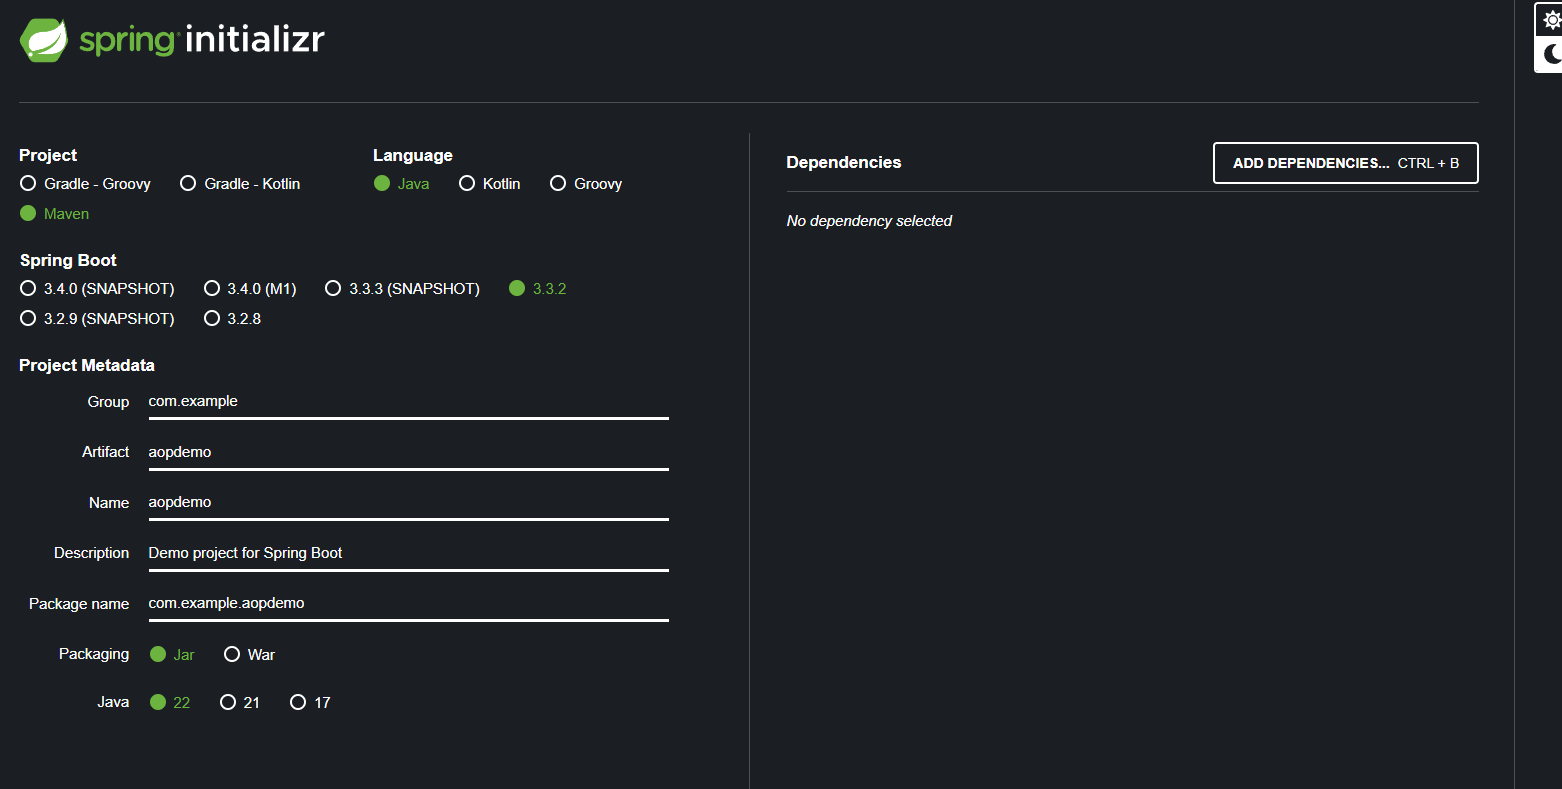 spring initializr
Project
Gradle - Groovy
Gradle - Kotlin
Maven
Language
Java
Kotlin
Groovy
Spring Boot
3.4.0 (SNAPSHOT)
3.4.0 (M1)
3.3.3 (SNAPSHOT)
3.3.2
3.2.9 (SNAPSHOT)
3.2.8
Project Metadata
Group com.example
Artifact aopdemo
Name aopdemo
Description Demo project for Spring Boot
Package name com.example.aopdemo
Packaging Jar War
Java 22 21 17
Dependencies
ADD DEPENDENCIES... CTRL + B
No dependency selected